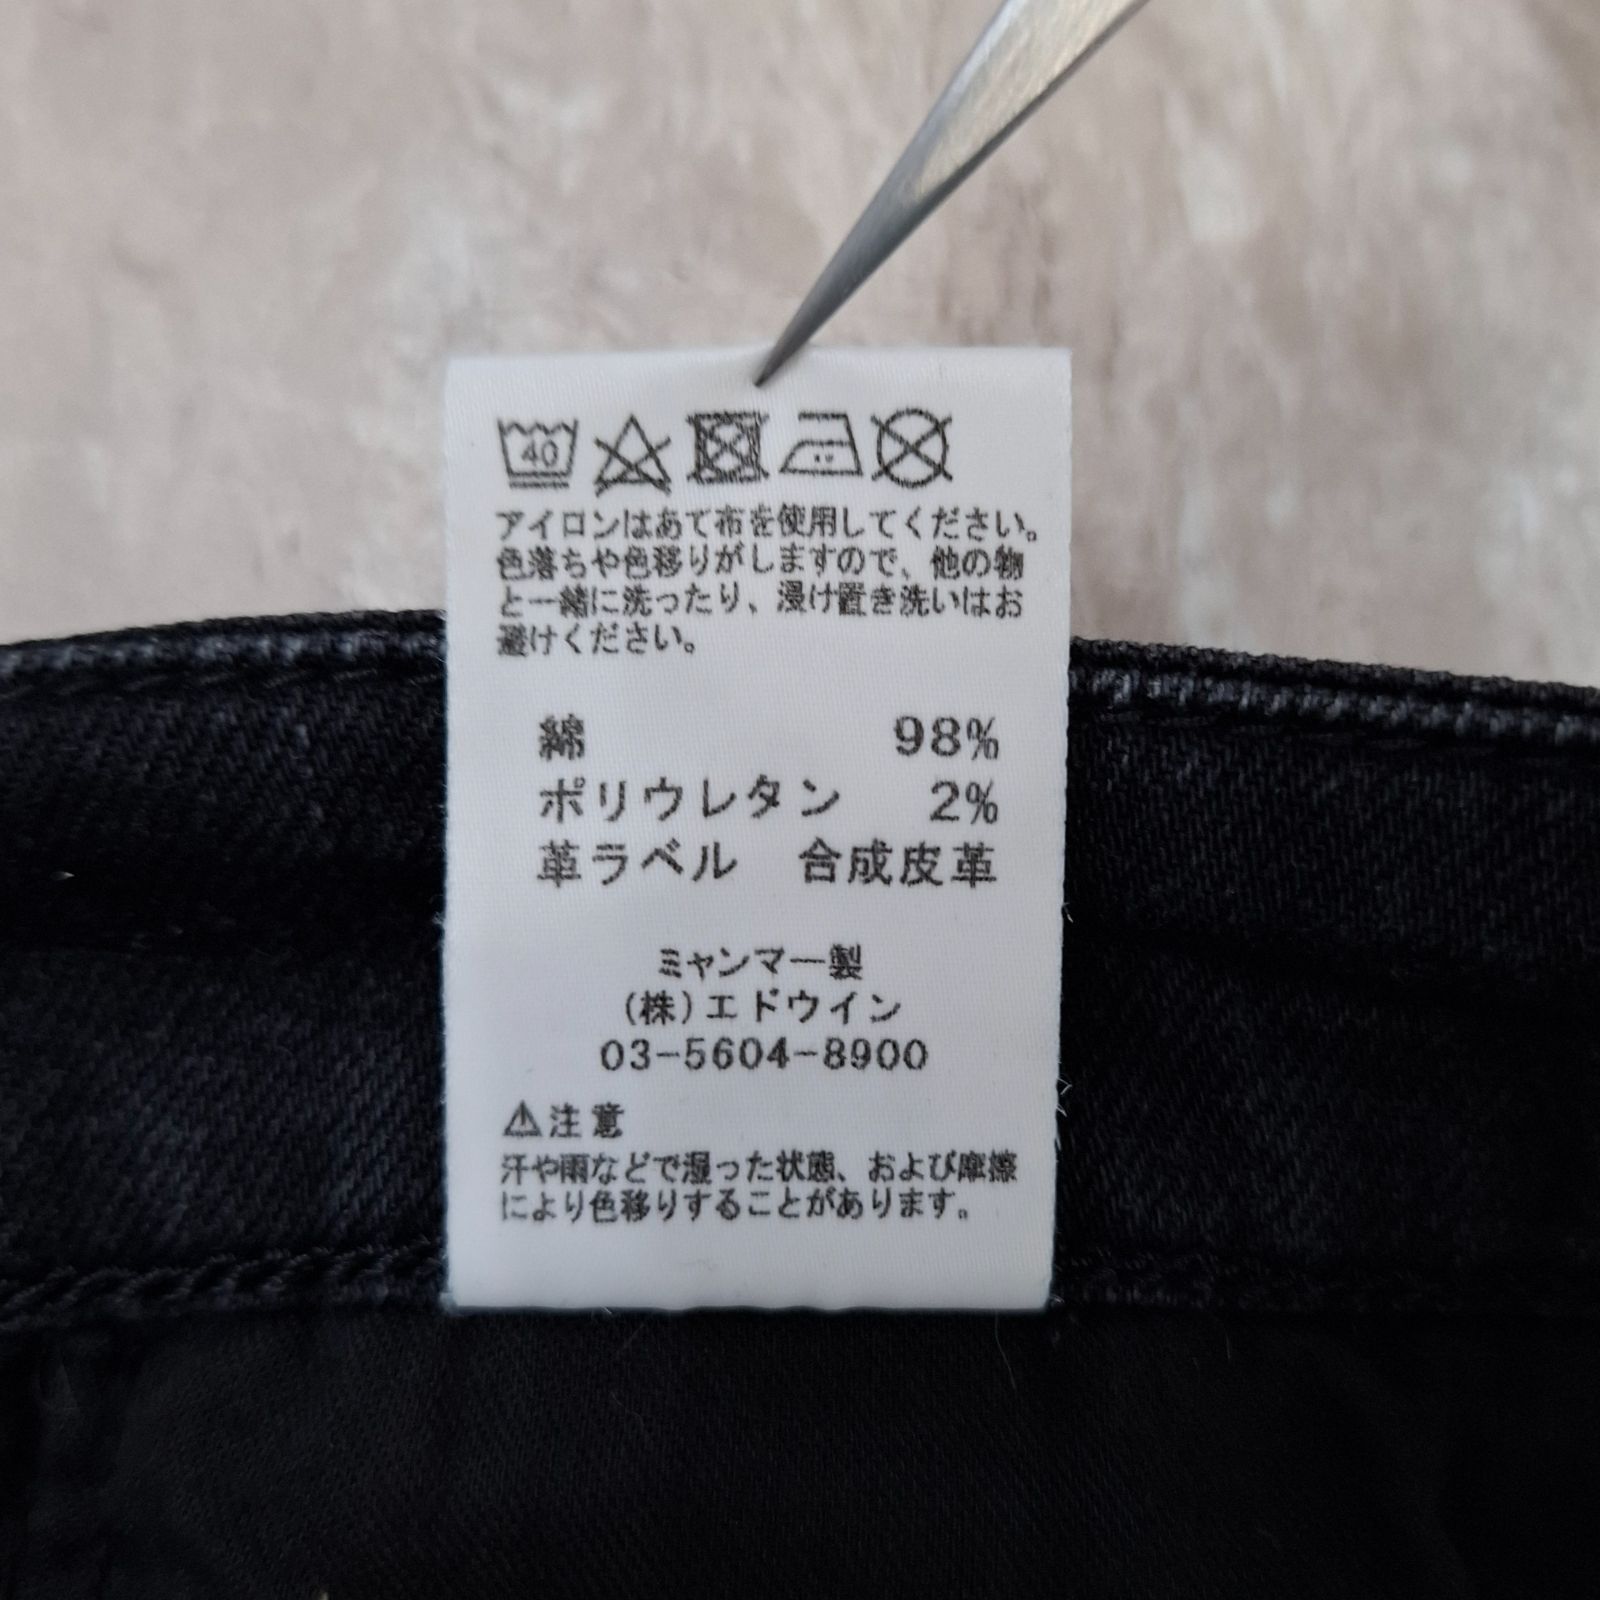 40
アイロンはあて布を使用してください。
色落ちや色移りがしますので、他の物
と一緒に洗ったり、浸け置き洗いはお
避けください。
綿 98%
ポリウレタン 2%
革ラベル 合成皮革
ミャンマー製
(株)エドウイン
03-5604-8900
⚠注意
汗や雨などで湿った状態、および摩擦
により色移りすることがあります。